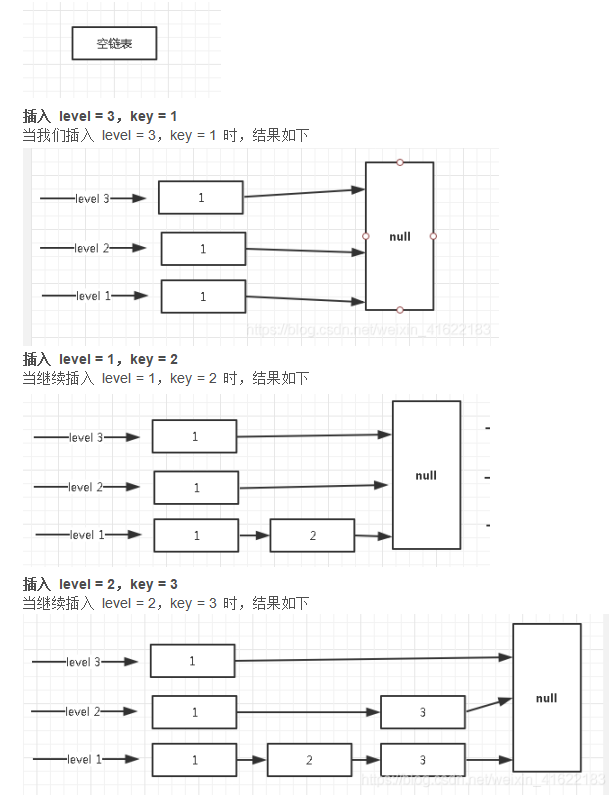 空链表
插入 level = 3，key = 1
当我们插入 level = 3，key = 1 时，结果如下
level 3
1
level 2
1
null
level 1
1
https://blog.csdn.net/weixin_41622183
插入 level = 1，key = 2
当继续插入 level = 1，key = 2 时，结果如下
level 3
1
level 2
1
null
level 1
1
2
插入 level = 2，key = 3
当继续插入 level = 2，key = 3 时，结果如下
level 3
1
level 2
1
3
null
level 1
1
2
3
https://blog.csdn.net/weixin_41622183